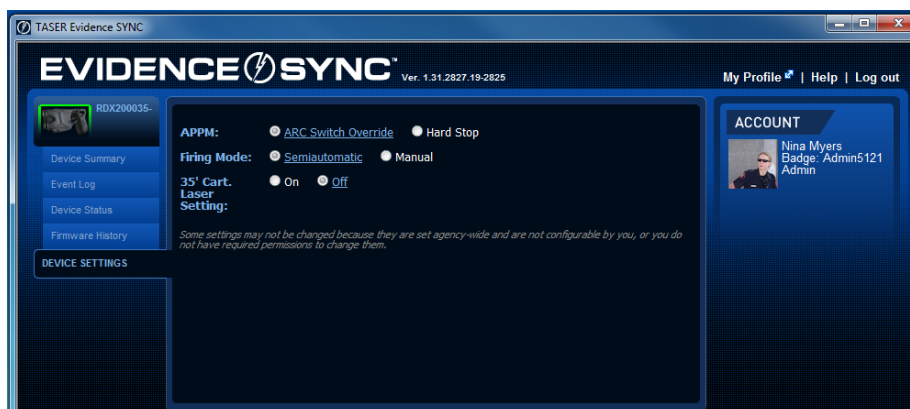 TASER Evidence SYNC
EVIDENCE SYNC™ Ver. 1.31.2827.19-2825
My Profile | Help | Log out
RDX200035-
Device Summary
Event Log
Device Status
Firmware History
DEVICE SETTINGS
APPM: ARC Switch Override Hard Stop
Firing Mode: Semiautomatic Manual
35' Cart. On Off
Laser
Setting:
Some settings may not be changed because they are set agency-wide and are not configurable by you, or you do
not have required permissions to change them.
ACCOUNT
Nina Myers
Badge: Admin5121
Admin